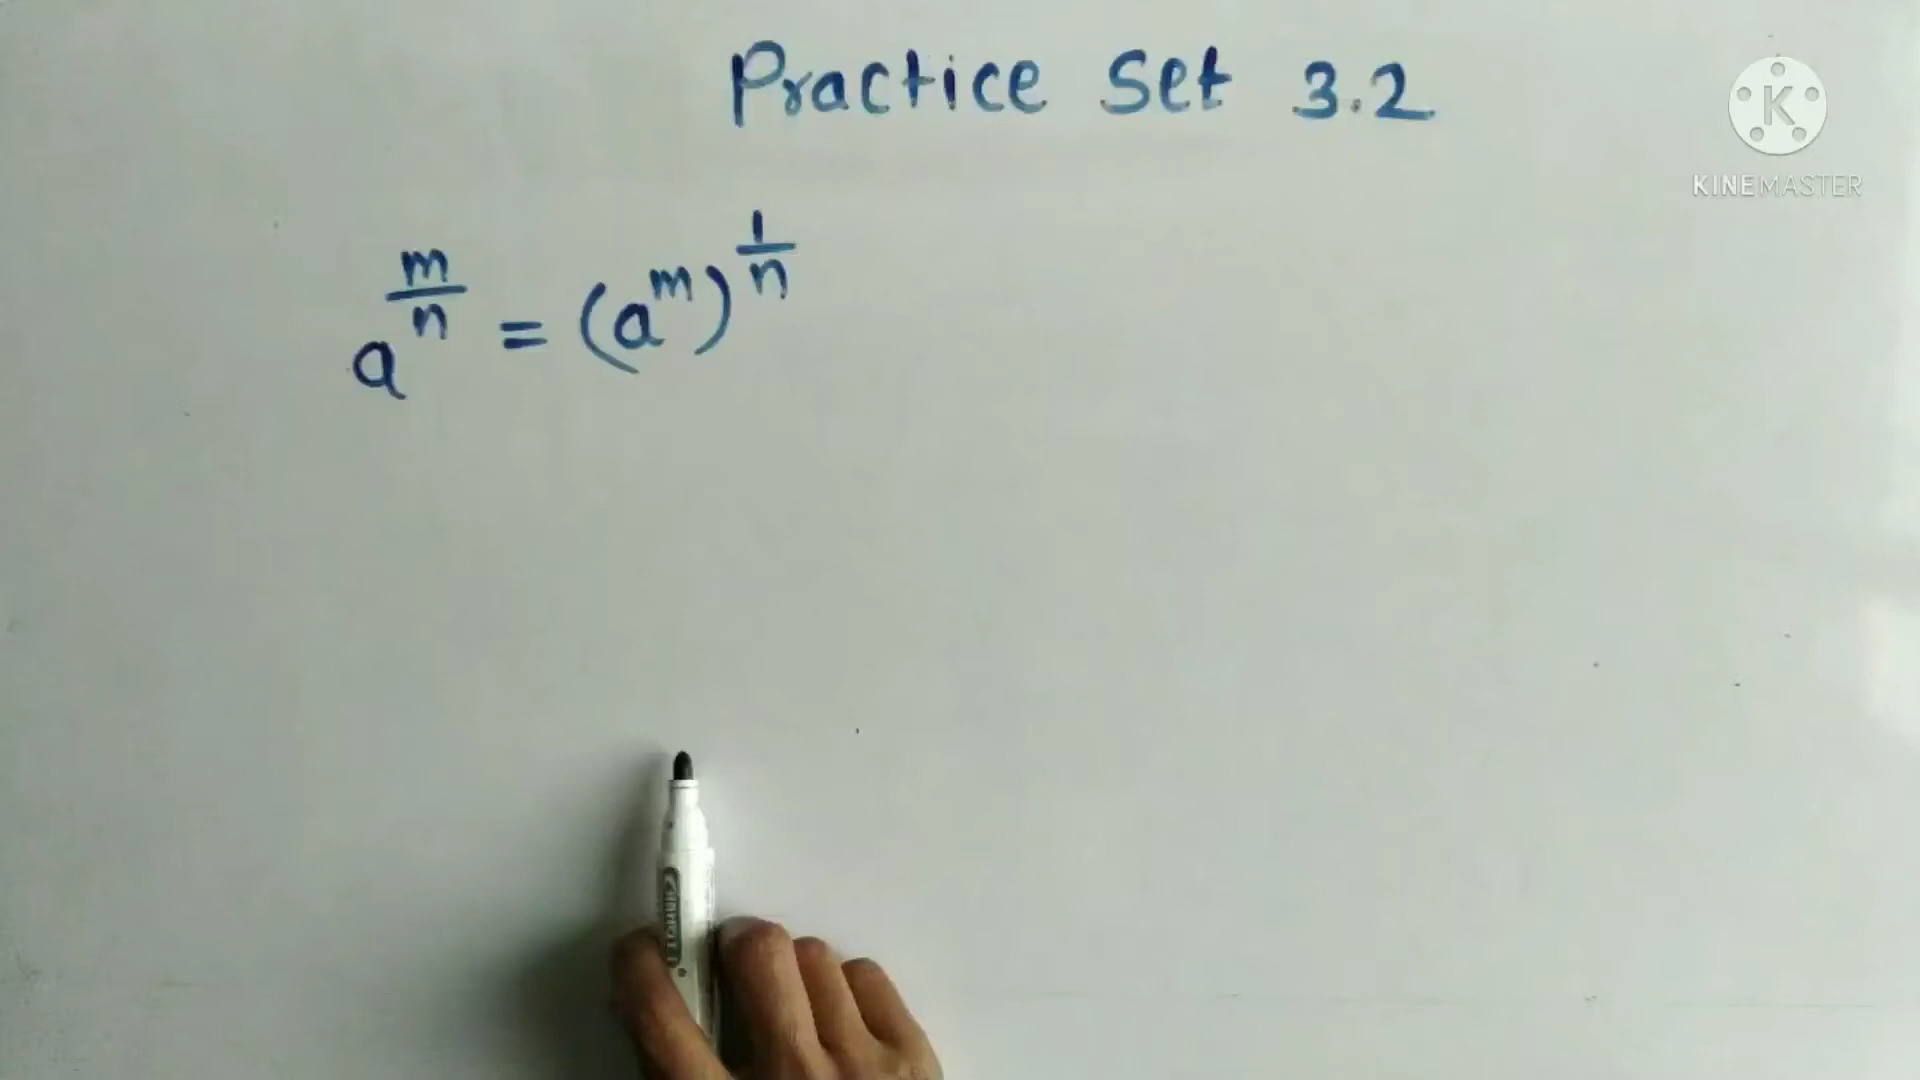 Practice Set 3.2
K
KINEMASTER
a^(m/n) = (a^m)^(1/n)